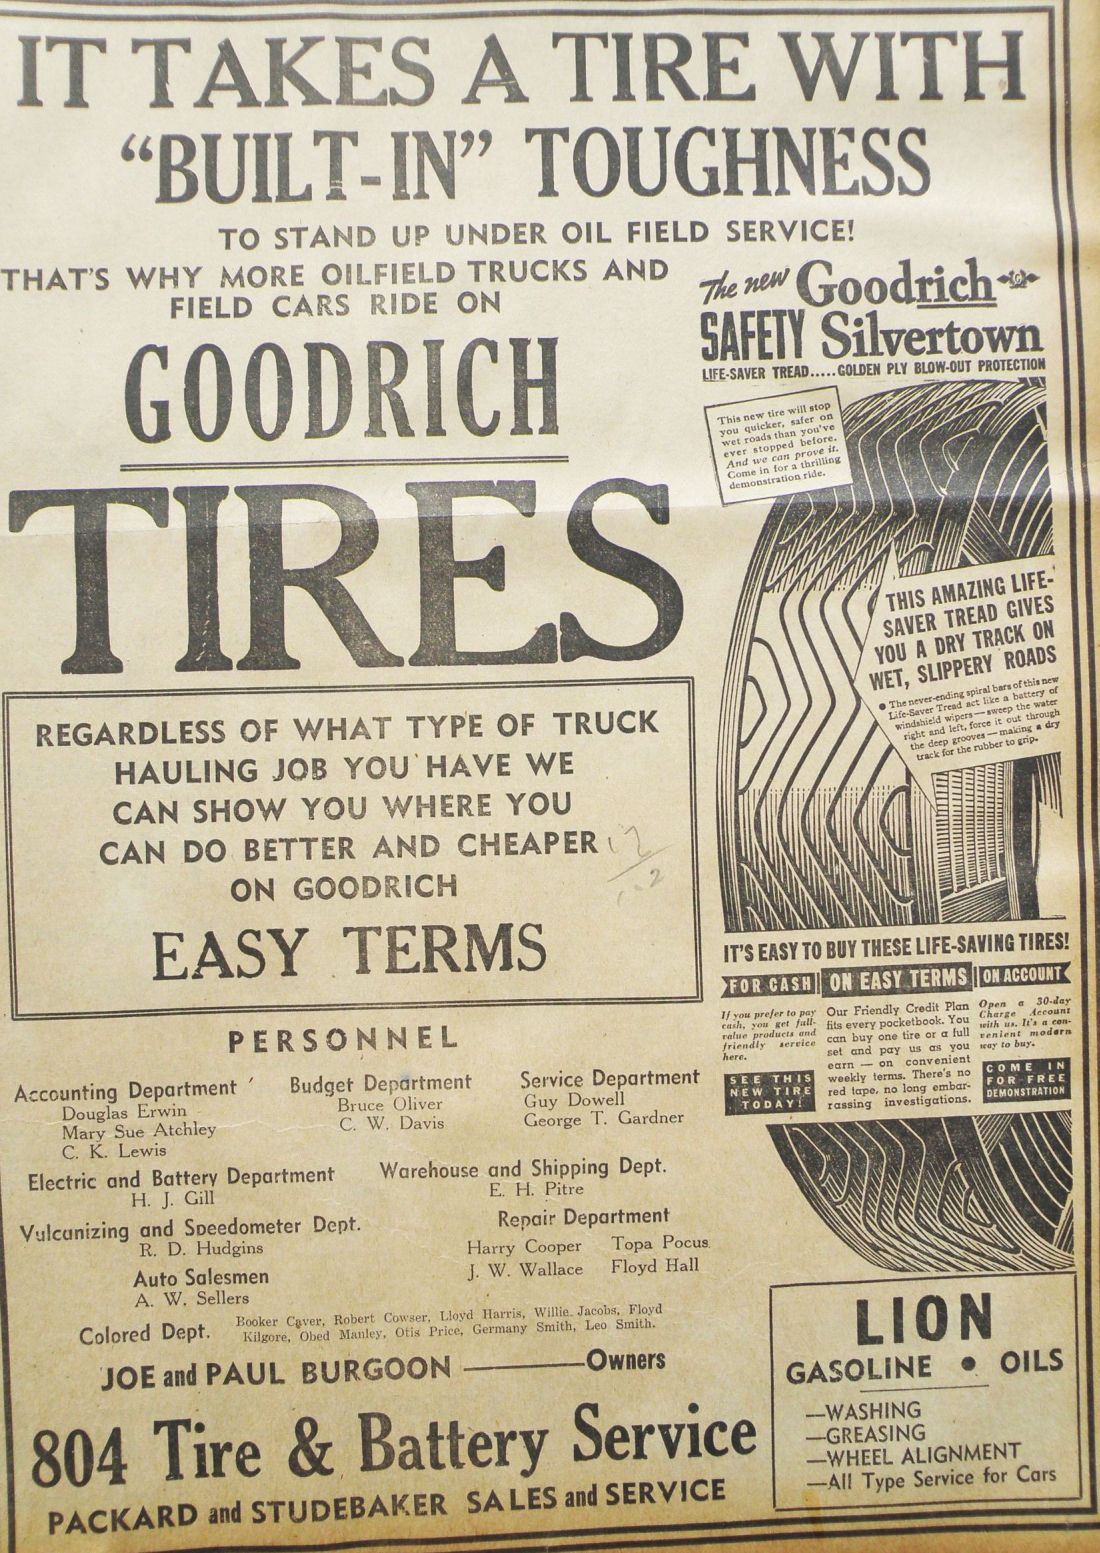 IT TAKES A TIRE WITH
“BUILT-IN” TOUGHNESS
TO STAND UP UNDER OIL FIELD SERVICE!
THAT'S WHY MORE OILFIELD TRUCKS AND
FIELD CARS RIDE ON
GOODRICH
TIRES
REGARDLESS OF WHAT TYPE OF TRUCK
HAULING JOB YOU HAVE WE
CAN SHOW YOU WHERE YOU
CAN DO BETTER AND CHEAPER
ON GOODRICH
EASY TERMS
The new Goodrich
SAFETY Silvertown
LIFE-SAVER TREAD.....GOLDEN PLY BLOW-OUT PROTECTION
This new tire will stop
you quicker, safer on
wet roads than you've
ever stopped before.
And we can prove it.
Come in for a thrilling
demonstration ride.
THIS AMAZING LIFE-
SAVER TREAD GIVES
YOU A DRY TRACK ON
WET, SLIPPERY ROADS
● The never-ending spiral bars of this new
Life-Saver Tread act like a battery of
windshield wipers—sweep the water
right and left, force it out through
the deep grooves—making a dry
track for the rubber to grip.
IT'S EASY TO BUY THESE LIFE-SAVING TIRES!
FOR CASH
If you prefer to pay
cash, you get full-
value products and
friendly service
here.
SEE THIS
NEW TIRE
TODAY!
ON EASY TERMS
Our Friendly Credit Plan
fits every pocketbook. You
can buy one tire or a full
set and pay us as you
earn — on convenient
weekly terms. There's no
red tape, no long embar-
rassing investigations.
ON ACCOUNT
Open a 30-day
Charge Account
with us. It's a con-
venient modern
way to buy.
COME IN
FOR FREE
DEMONSTRATION
PERSONNEL
Accounting Department
Douglas Erwin
Mary Sue Atchley
C. K. Lewis
Budget Department
Bruce Oliver
C. W. Davis
Service Department
Guy Dowell
George T. Gardner
Electric and Battery Department
H. J. Gill
Warehouse and Shipping Dept.
E. H. Pitre
Vulcanizing and Speedometer Dept.
R. D. Hudgins
Repair Department
Harry Cooper Topa Pocus
J. W. Wallace Floyd Hall
Auto Salesmen
A. W. Sellers
Colored Dept.
Booker Caver, Robert Cowser, Lloyd Harris, Willie Jacobs, Floyd
Kilgore, Obed Manley, Otis Price, Germany Smith, Leo Smith.
JOE and PAUL BURGOON ————Owners
804 Tire & Battery Service
PACKARD and STUDEBAKER SALES and SERVICE
LION
GASOLINE • OILS
—WASHING
—GREASING
—WHEEL ALIGNMENT
—All Type Service for Cars